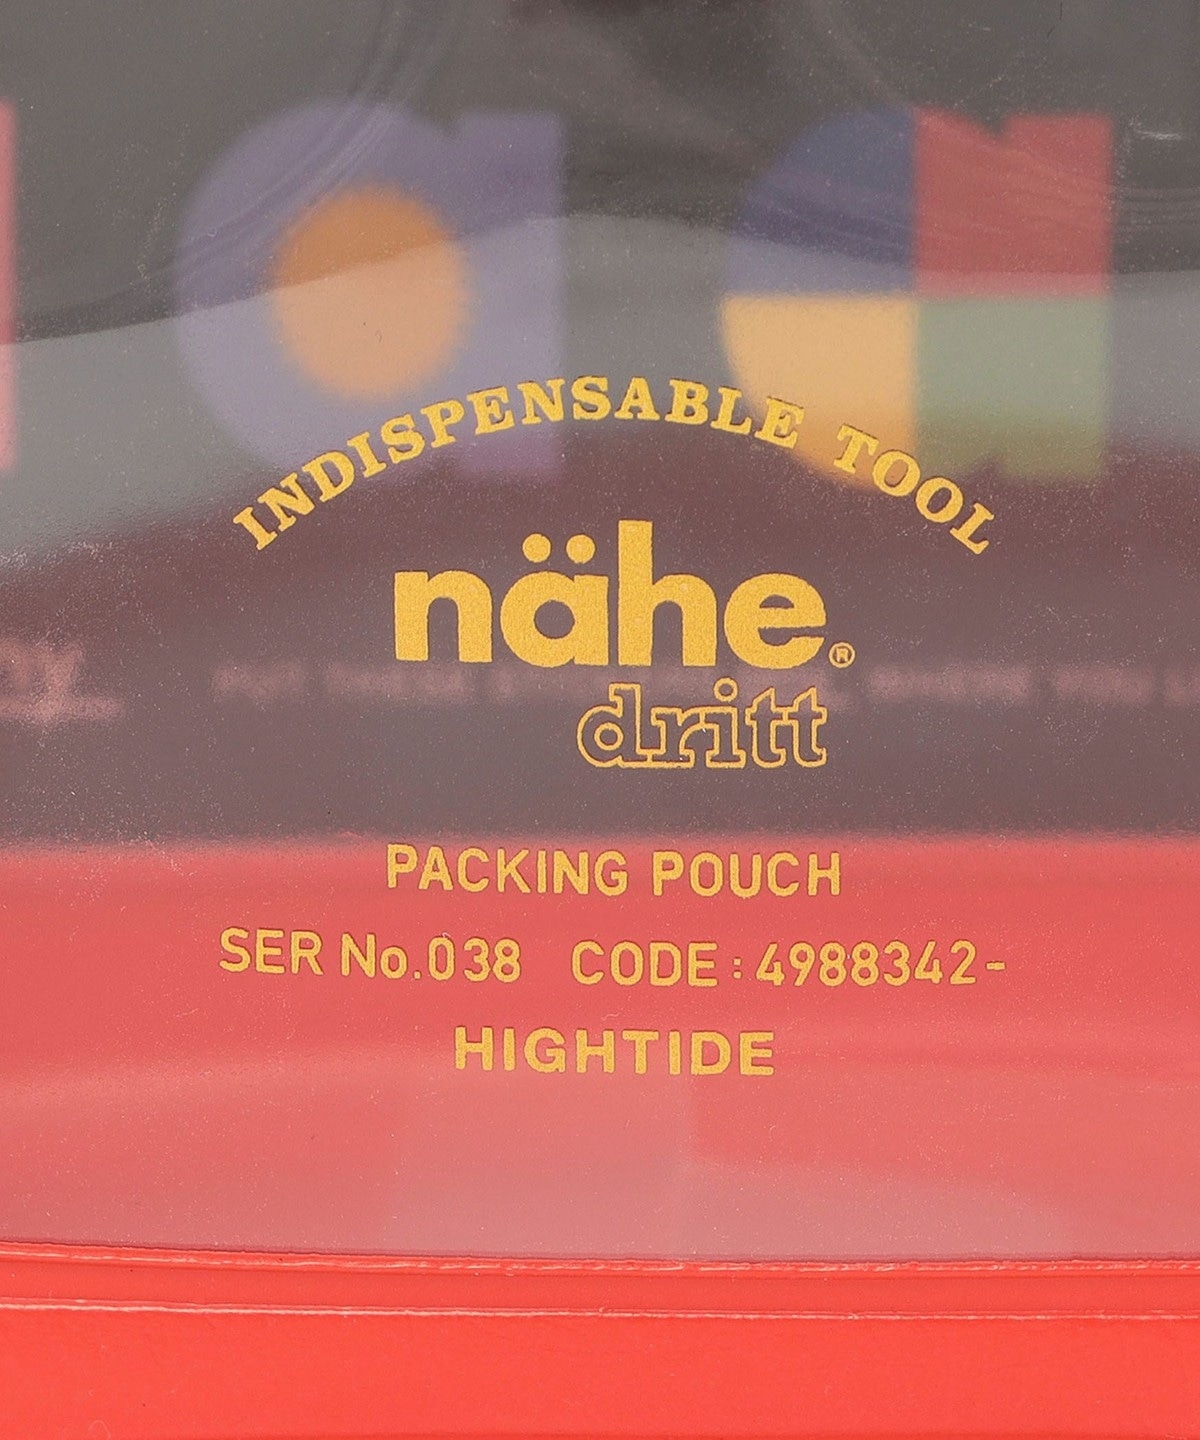 INDISPENSABLE TOOL
nähe®
dritt
PACKING POUCH
SER No.038 CODE:4988342-
HIGHTIDE